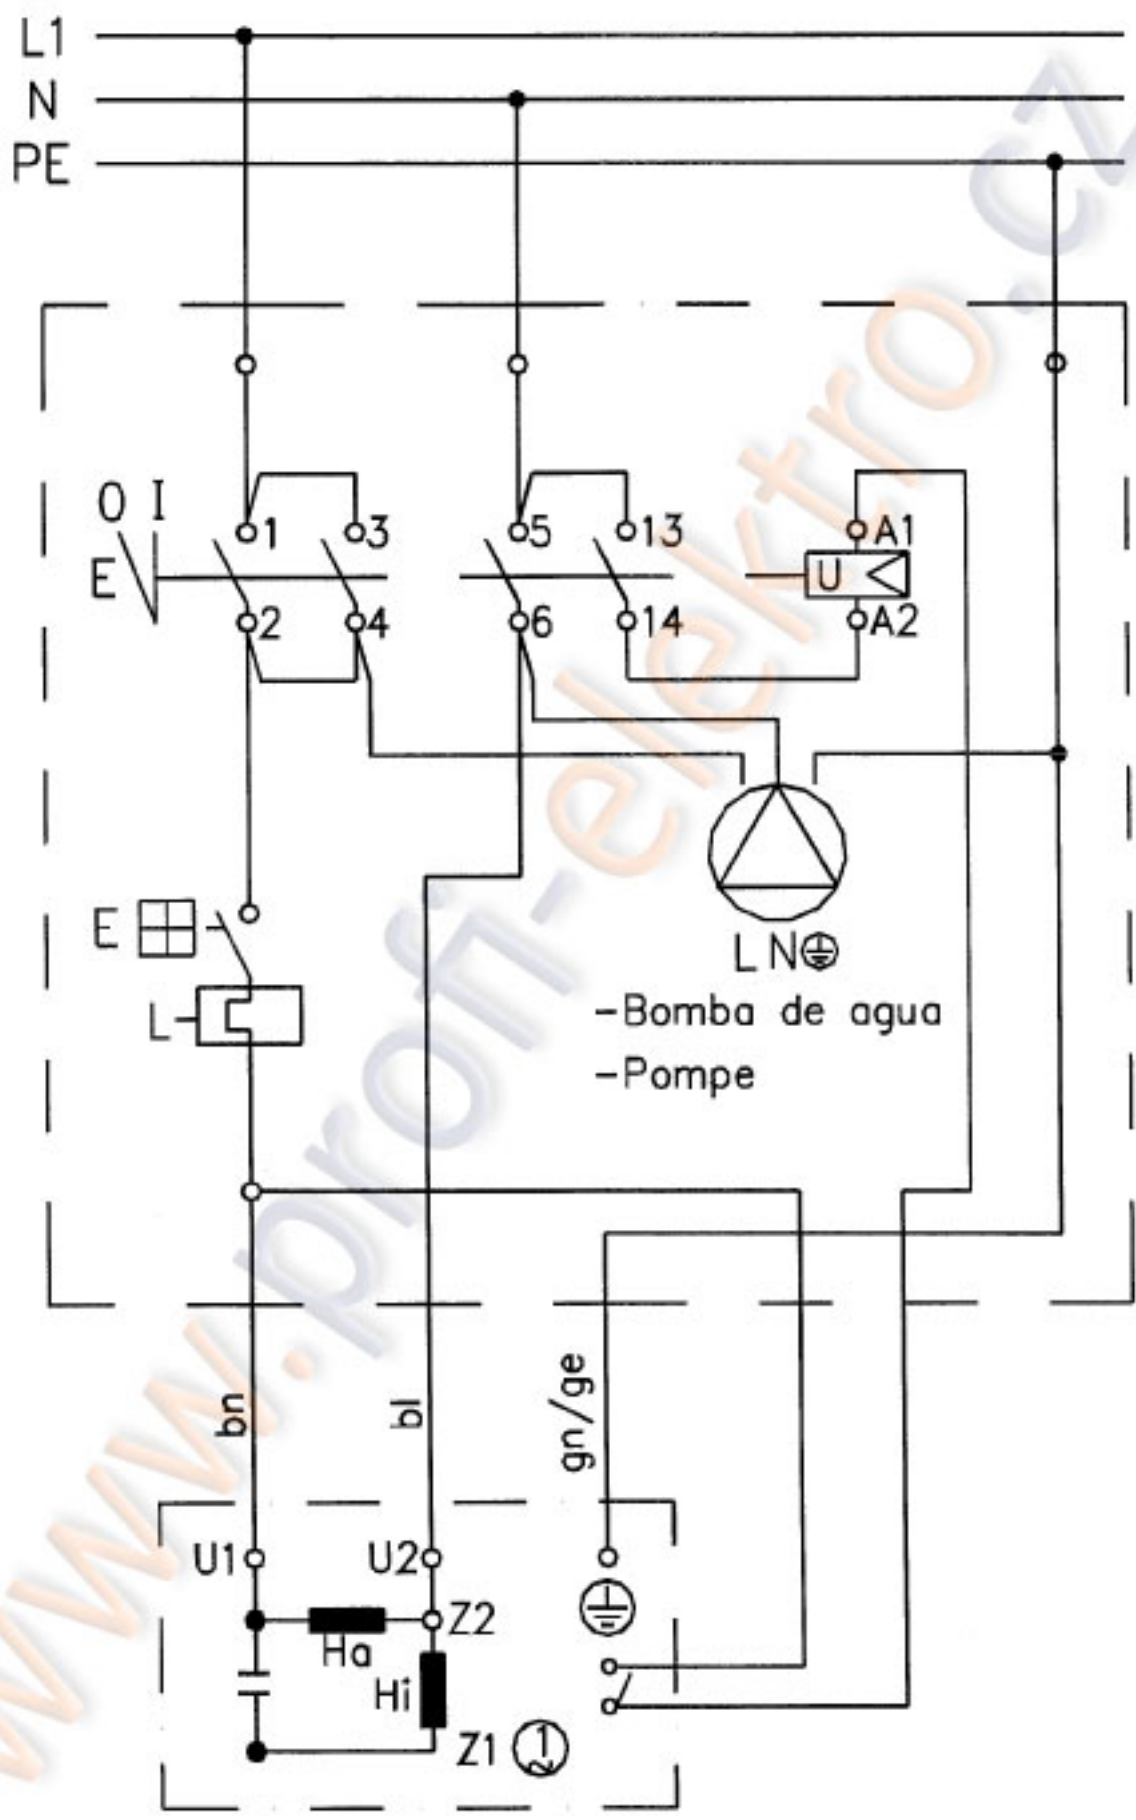 L1
N
PE
0 I
1 3 5 13 A1
E U
2 4 6 14 A2
E
L N
L
-Bomba de agua
-Pompe
bn bl gn/ge
U1 U2
Z2
Ha
Hi
Z1 1~
www.profi-elektro.cz